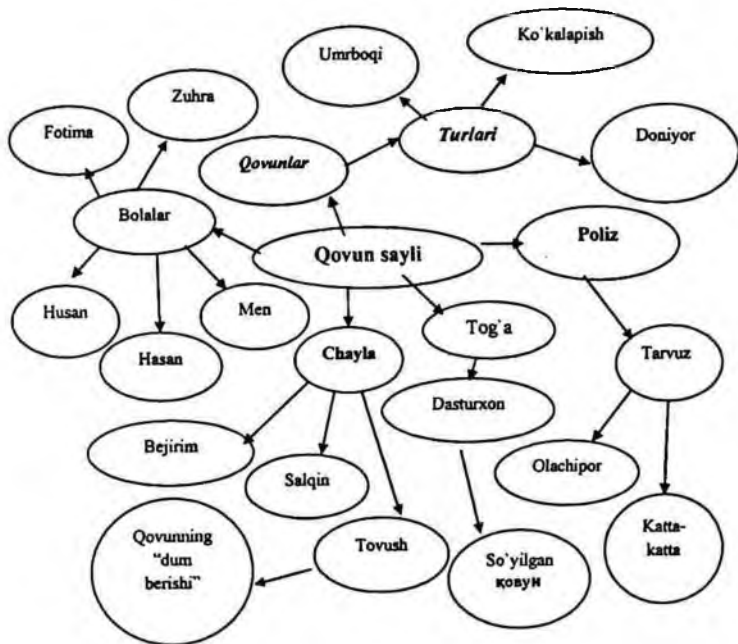 Ko`kalapish
Umrboqi
Zuhra
Turlari
Fotima
Doniyor
Qovunlar
Bolalar
Poliz
Qovun sayli
Husan
Men
Tog`a
Hasan
Chayla
Tarvuz
Dasturxon
Bejirim
Salqin
Olachipor
Qovunning
"dum
berishi"
Tovush
So`yilgan
қовун
Katta-
katta